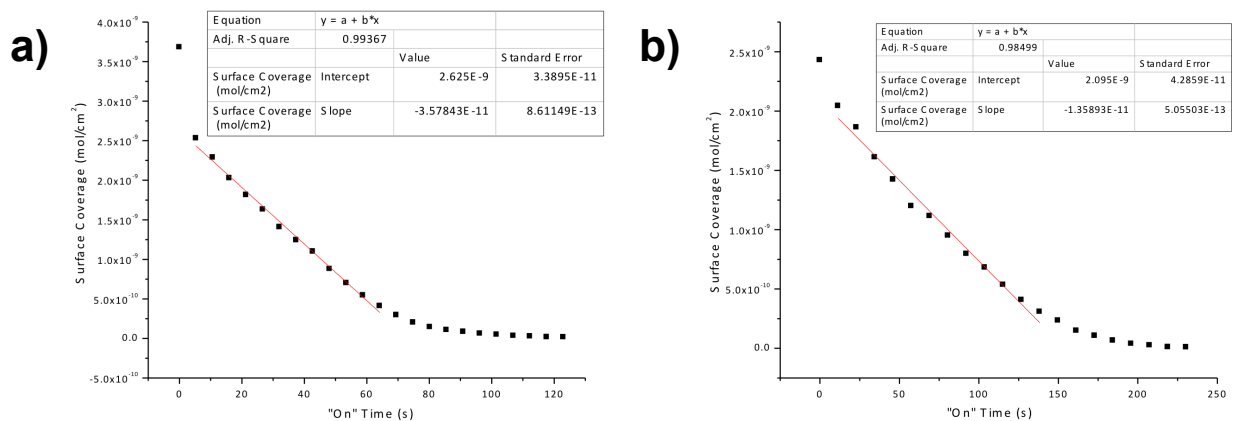 a)
Equation y = a + b*x
Adj. R-Square 0.99367
Value Standard Error
Surface Coverage (mol/cm2) Intercept 2.625E-9 3.3895E-11
Surface Coverage (mol/cm2) Slope -3.57843E-11 8.61149E-13
Surface Coverage (mol/cm²)
4.0x10⁻⁹
3.5x10⁻⁹
3.0x10⁻⁹
2.5x10⁻⁹
2.0x10⁻⁹
1.5x10⁻⁹
1.0x10⁻⁹
5.0x10⁻¹⁰
0.0
-5.0x10⁻¹⁰
0 20 40 60 80 100 120
"On" Time (s)
b)
Equation y = a + b*x
Adj. R-Square 0.98499
Value Standard Error
Surface Coverage (mol/cm2) Intercept 2.095E-9 4.2859E-11
Surface Coverage (mol/cm2) Slope -1.35893E-11 5.05503E-13
Surface Coverage (mol/cm²)
2.5x10⁻⁹
2.0x10⁻⁹
1.5x10⁻⁹
1.0x10⁻⁹
5.0x10⁻¹⁰
0.0
0 50 100 150 200 250
"On" Time (s)